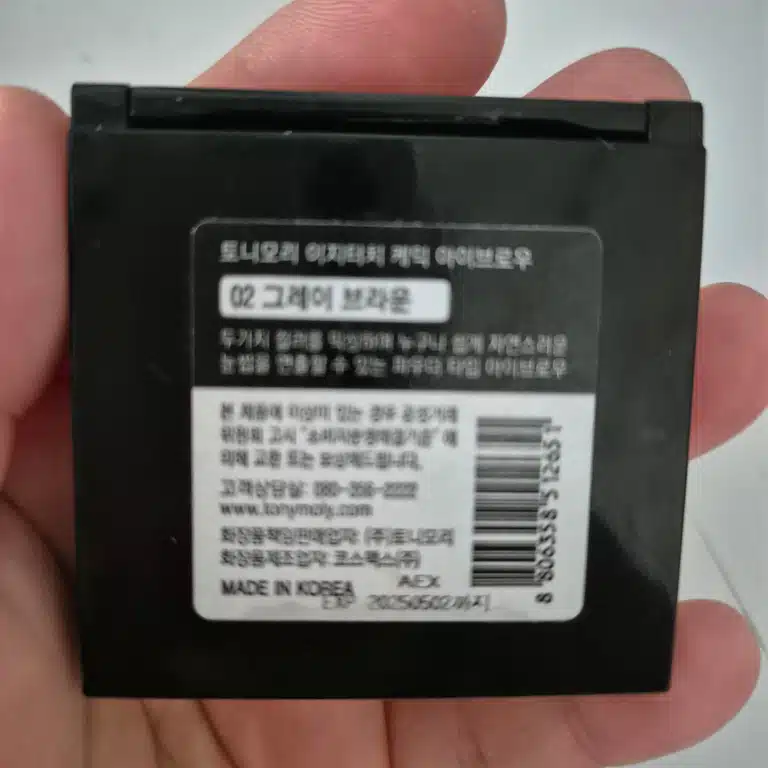 토니모리 이지터치 케익 아이브로우
02 그레이 브라운
두가지 컬러를 믹싱하여 누구나 쉽게 자연스러운
눈썹을 연출할 수 있는 파우더 타입 아이브로우
본 제품에 이상이 있는 경우 공정거래
위원회 고시 "소비자분쟁해결기준"에
의해 교환 또는 보상해드립니다.
고객상담실: 080-356-2222
www.tonymoly.com
화장품책임판매업자 (주)토니모리
화장품제조업자 코스맥스(주)
MADE IN KOREA
AEX
EXP 20250502까지
8 806358 512651